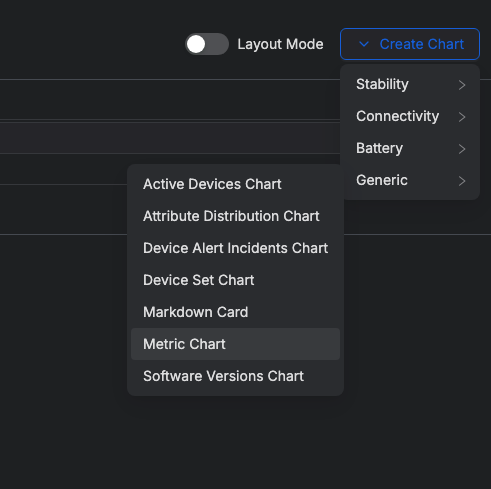 Layout Mode
Create Chart
Stability
Connectivity
Battery
Generic
Active Devices Chart
Attribute Distribution Chart
Device Alert Incidents Chart
Device Set Chart
Markdown Card
Metric Chart
Software Versions Chart